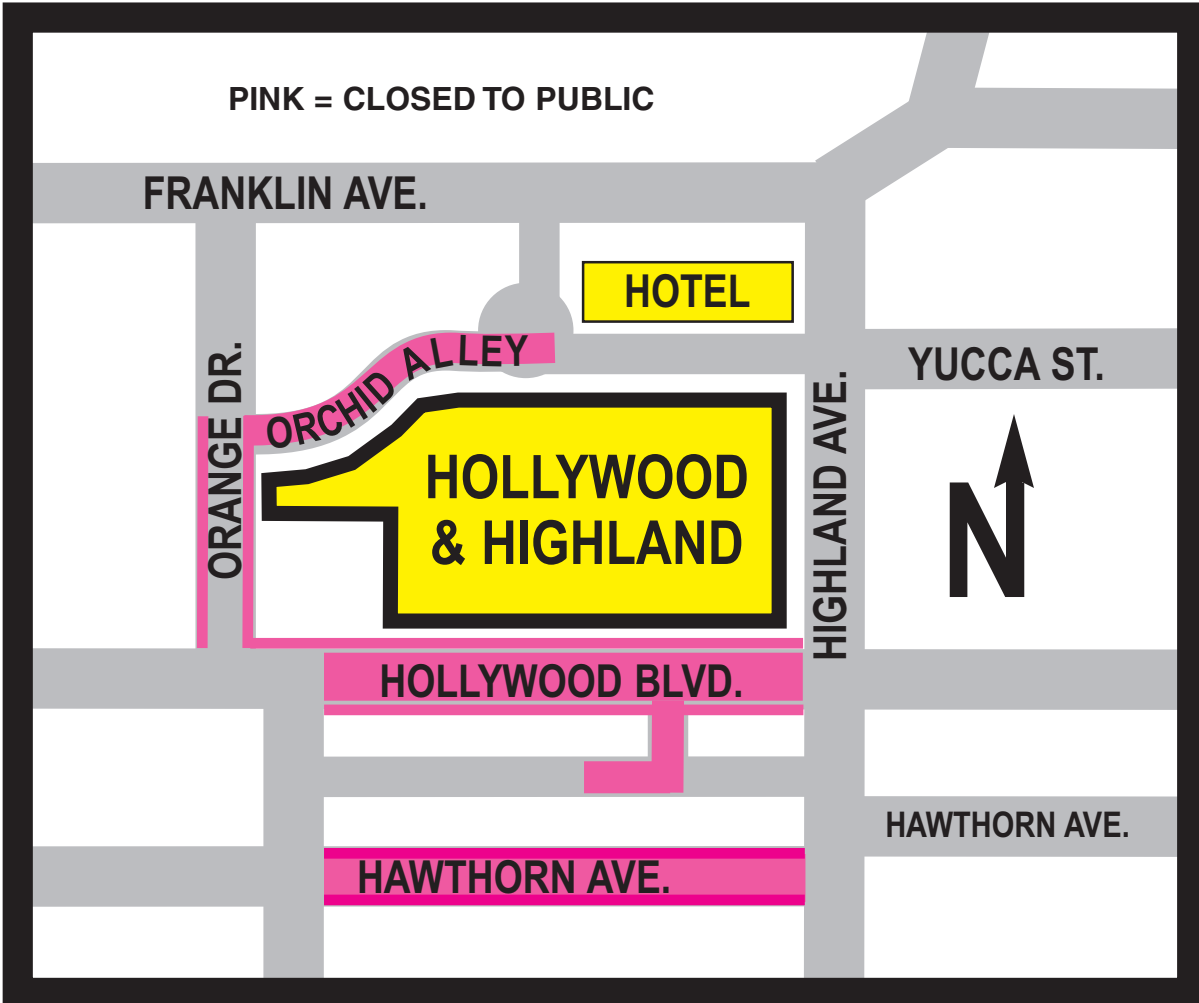 PINK = CLOSED TO PUBLIC
FRANKLIN AVE.
HOTEL
ORCHID ALLEY
YUCCA ST.
ORANGE DR.
HOLLYWOOD
& HIGHLAND
HIGHLAND AVE.
N
HOLLYWOOD BLVD.
HAWTHORN AVE.
HAWTHORN AVE.